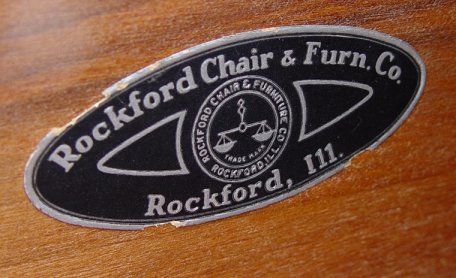 Rockford Chair & Furn. Co.
ROCKFORD CHAIR & FURNITURE CO.
TRADE MARK
ROCKFORD ILL.
Rockford, Ill.